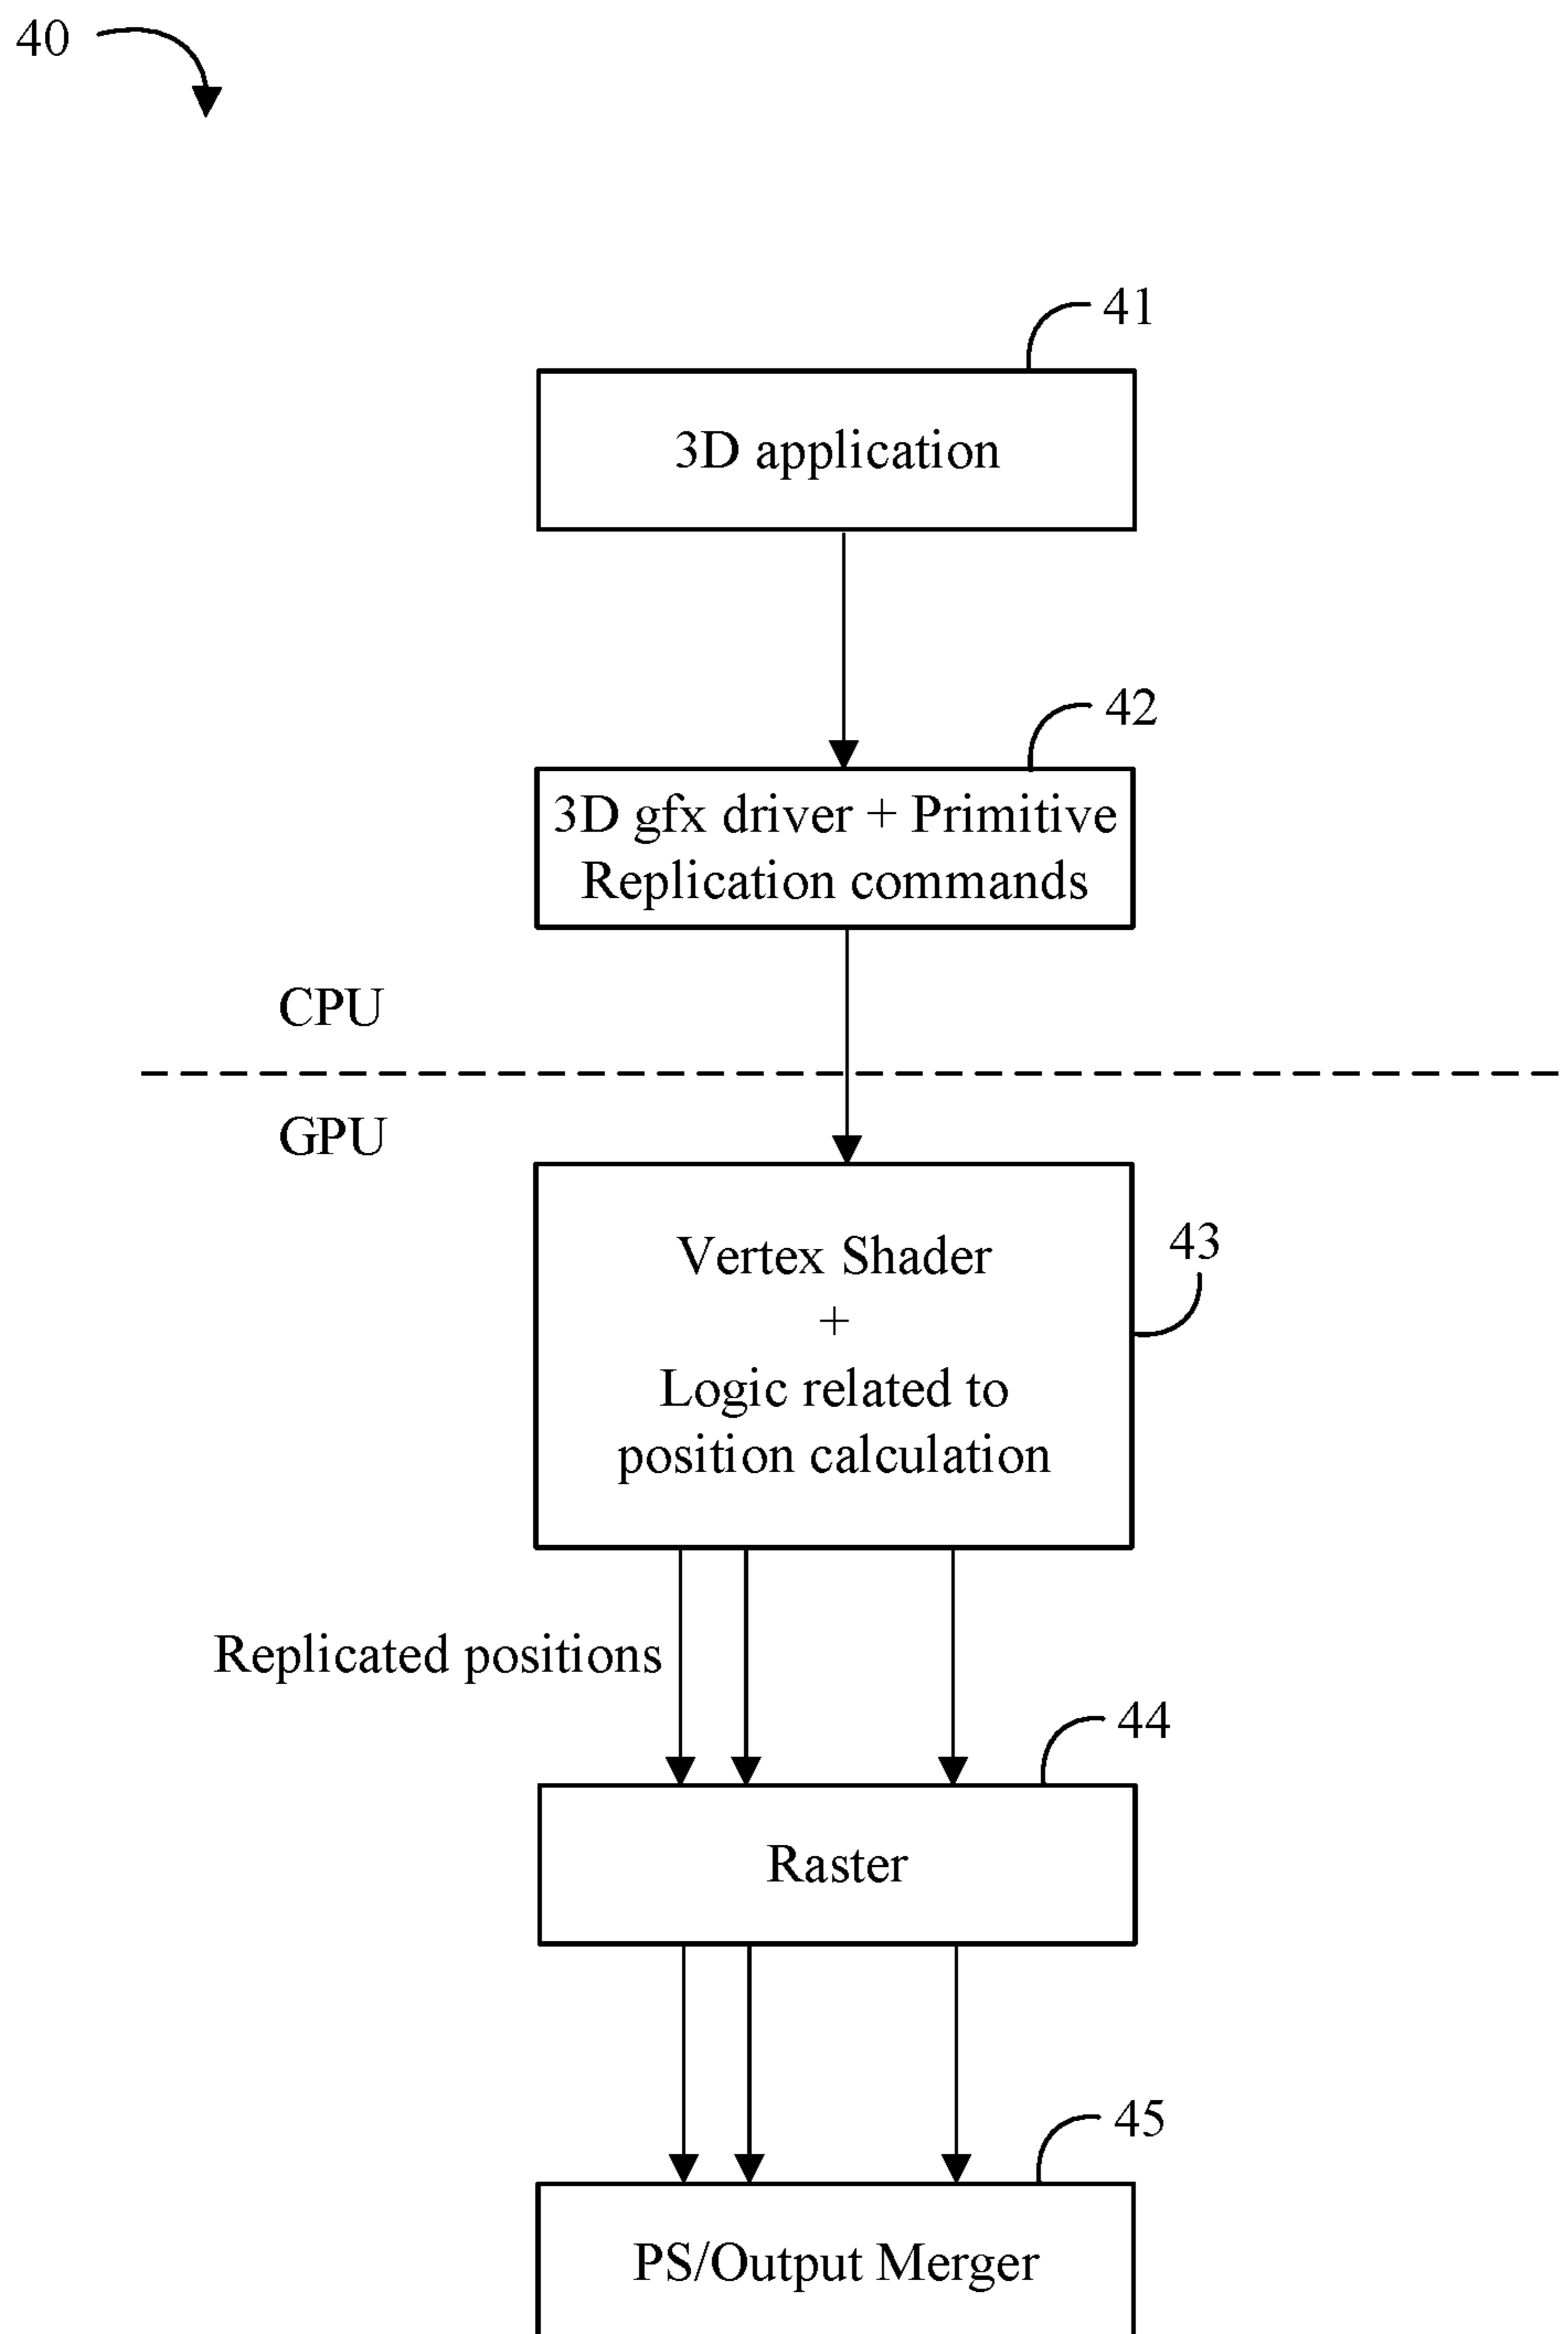 40
41
3D application
42
3D gfx driver + Primitive
Replication commands
CPU
GPU
Vertex Shader
+
Logic related to
position calculation
43
Replicated positions
44
Raster
45
PS/Output Merger